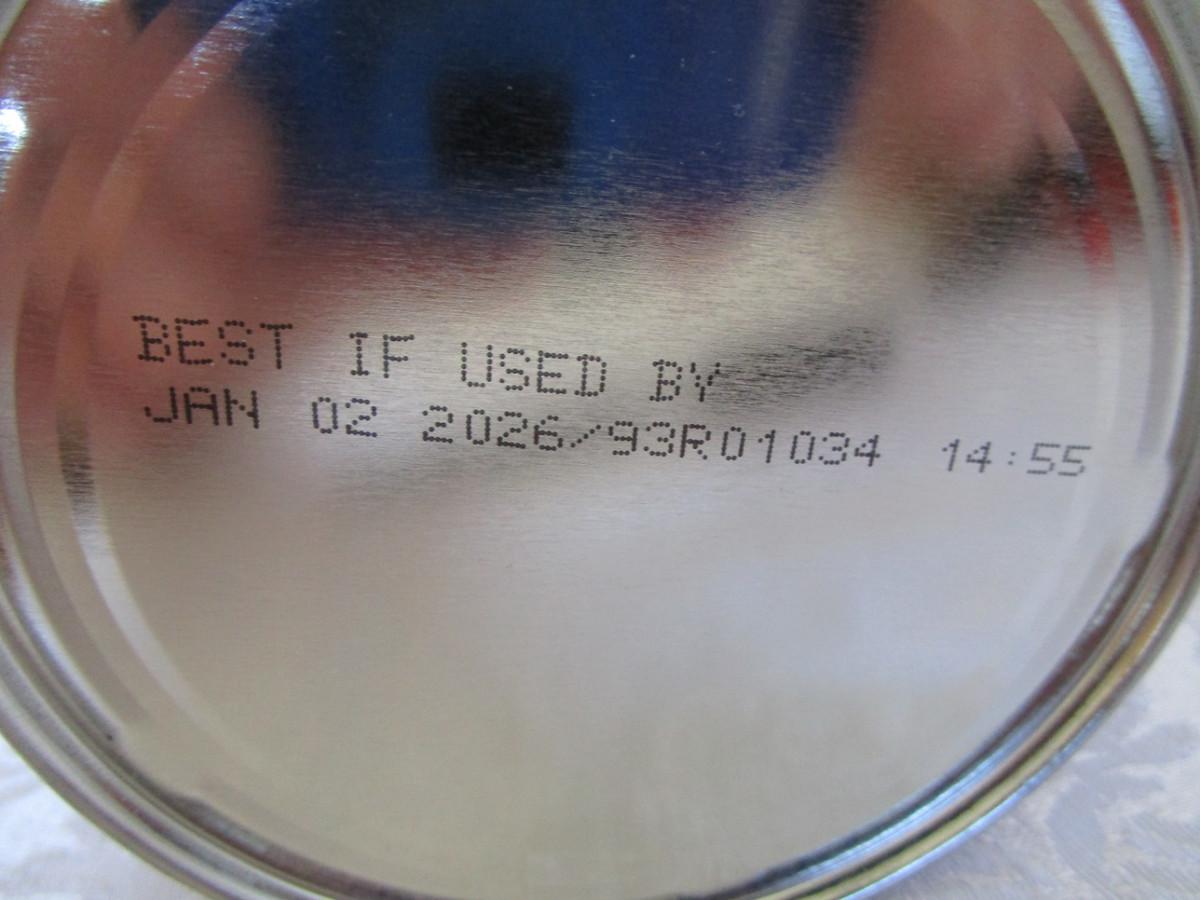 BEST IF USED BY
JAN 02 2026/93R01034 14:55